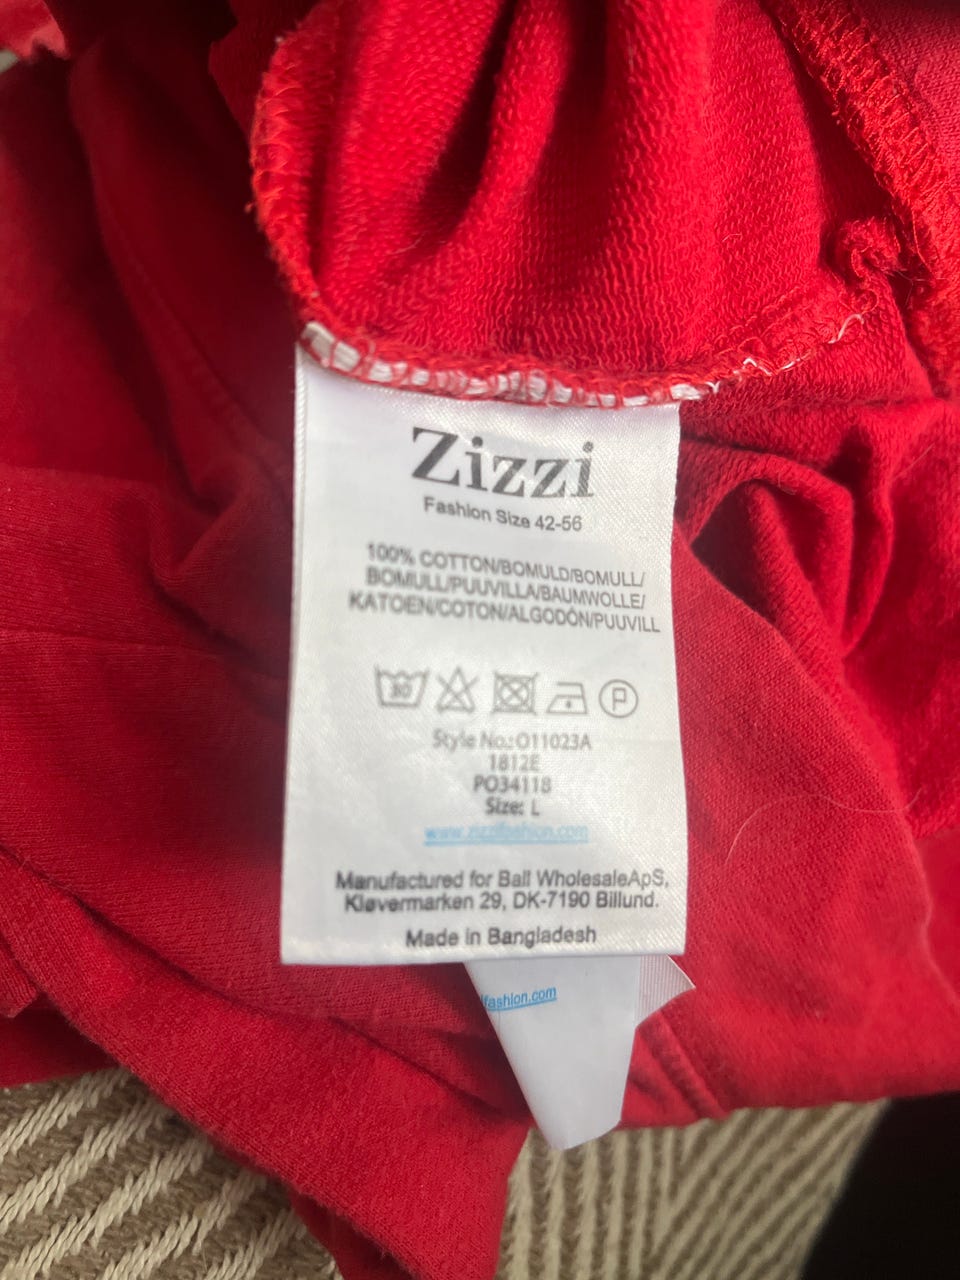 Zizzi
Fashion Size 42-56
100% COTTON/BOMULD/BOMULL/
BOMULL/PUUVILLA/BAUMWOLLE/
KATOEN/COTON/ALGODÓN/PUUVILL
30
P
Style No.: O11023A
1812E
PO34118
Size: L
www.zizzifashion.com
Manufactured for Ball WholesaleApS,
Kløvermarken 29, DK-7190 Billund.
Made in Bangladesh
fashion.com